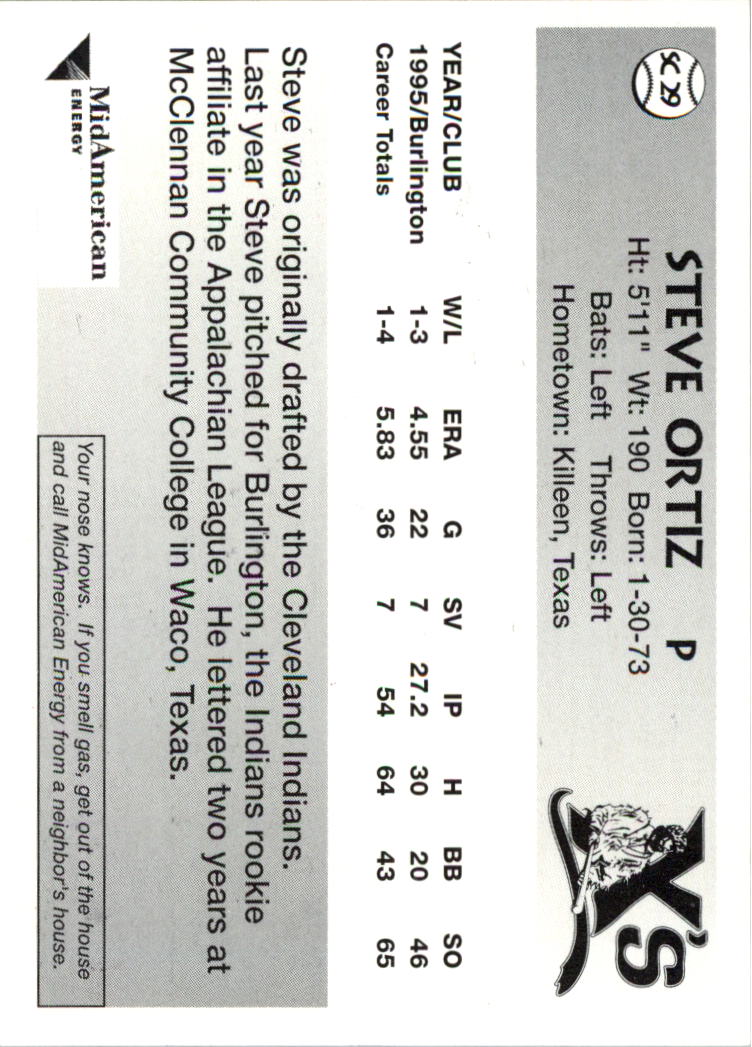 SC 29
STEVE ORTIZ P
Ht: 5'11" Wt: 190 Born: 1-30-73
Bats: Left Throws: Left
Hometown: Killeen, Texas
X's
YEAR/CLUB W/L ERA G SV IP H BB SO
1995/Burlington 1-3 4.55 22 7 27.2 30 20 46
Career Totals 1-4 5.83 36 7 54 64 43 65
Steve was originally drafted by the Cleveland Indians.
Last year Steve pitched for Burlington, the Indians rookie
affiliate in the Appalachian League. He lettered two years at
McClennan Community College in Waco, Texas.
MidAmerican
ENERGY
Your nose knows. If you smell gas, get out of the house
and call MidAmerican Energy from a neighbor's house.